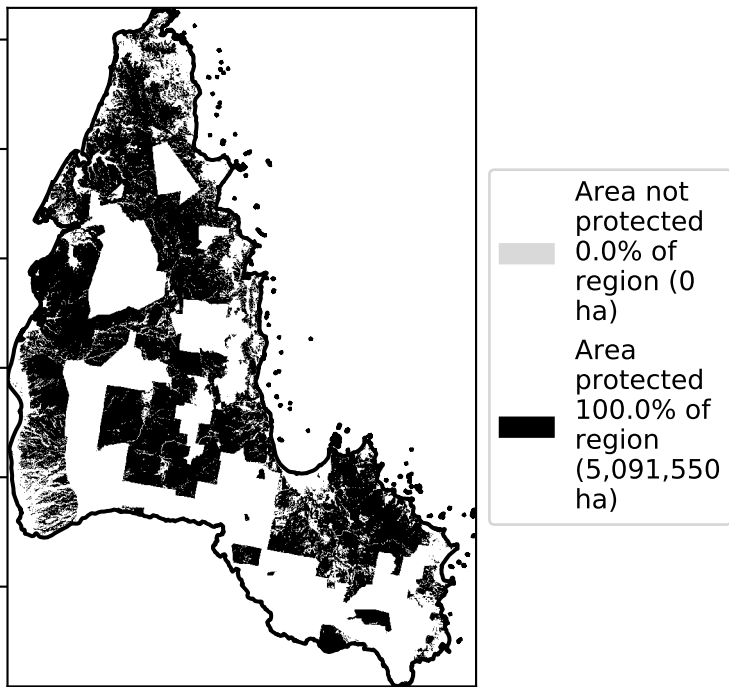 Area not
protected
0.0% of
region (0
ha)
Area
protected
100.0% of
region
(5,091,550
ha)